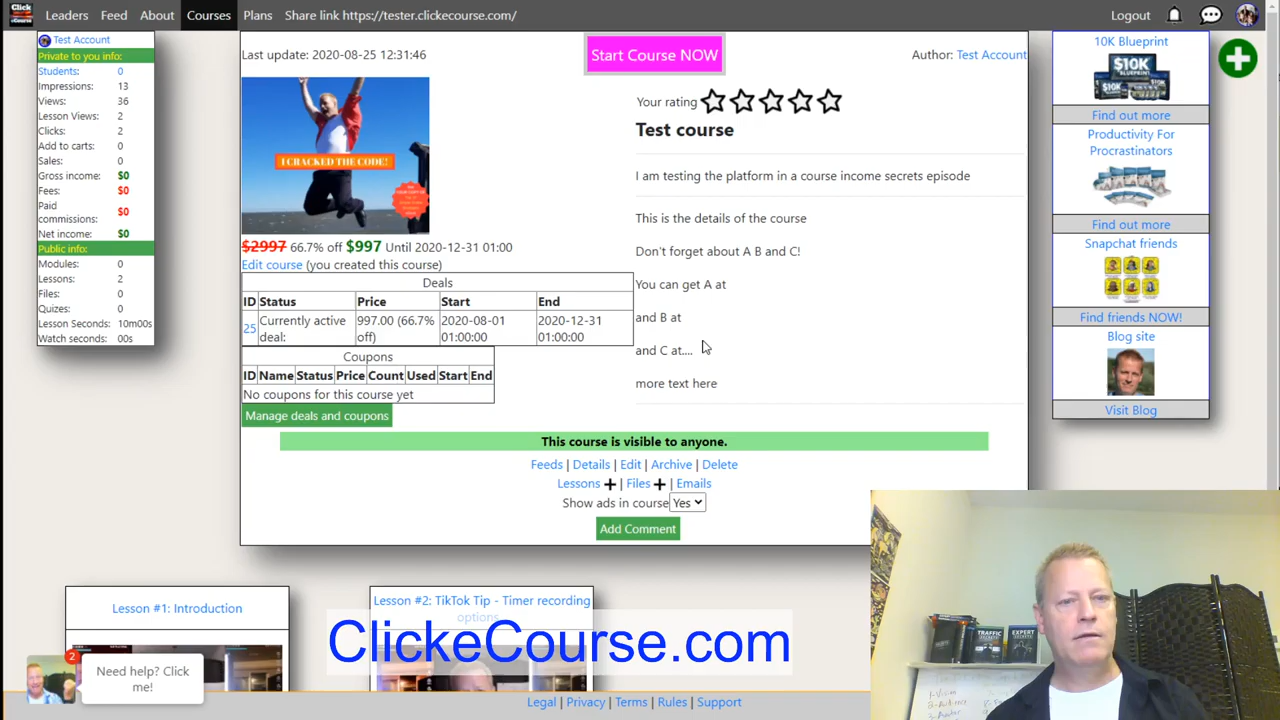 Click
eCourse
Leaders Feed About Courses Plans Share link https://tester.clickecourse.com/ Logout
Test Account
Private to you info:
Students: 0
Impressions: 13
Views: 36
Lesson Views: 2
Clicks: 2
Add to carts: 0
Sales: 0
Gross income: $0
Fees: $0
Paid
commissions: $0
Net income: $0
Public info:
Modules: 0
Lessons: 2
Files: 0
Quizes: 0
Lesson Seconds: 10m00s
Watch seconds: 00s
Last update: 2020-08-25 12:31:46
Start Course NOW
Author: Test Account
I CRACKED THE CODE!
$2997 66.7% off $997 Until 2020-12-31 01:00
Edit course (you created this course)
Deals
ID Status Price Start End
25 Currently active deal: 997.00 (66.7% off) 2020-08-01 01:00:00 2020-12-31 01:00:00
Coupons
ID Name Status Price Count Used Start End
No coupons for this course yet
Manage deals and coupons
Your rating
Test course
I am testing the platform in a course income secrets episode
This is the details of the course
Don't forget about A B and C!
You can get A at
and B at
and C at....
more text here
This course is visible to anyone.
Feeds | Details | Edit | Archive | Delete
Lessons | Files | Emails
Show ads in course Yes
Add Comment
10K Blueprint
$10K
BLUEPRINT
Find out more
Productivity For
Procrastinators
Find out more
Snapchat friends
Find friends NOW!
Blog site
Visit Blog
Lesson #1: Introduction
Lesson #2: TikTok Tip - Timer recording
options
ClickeCourse.com
2
Need help? Click
me!
Legal | Privacy | Terms | Rules | Support
TRAFFIC
SECRETS
EXPERT
SECRETS
1-Vision